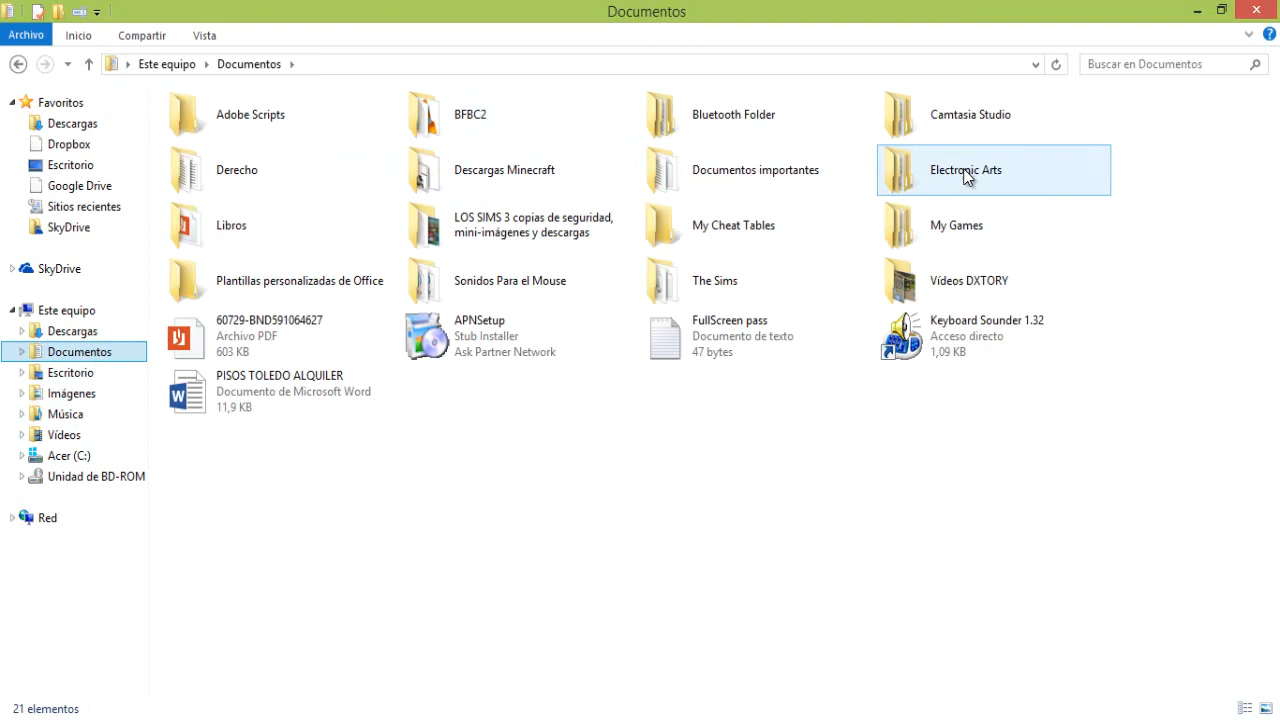 Documentos
Archivo
Inicio
Compartir
Vista
Este equipo
Documentos
Buscar en Documentos
Favoritos
Descargas
Dropbox
Escritorio
Google Drive
Sitios recientes
SkyDrive
SkyDrive
Este equipo
Descargas
Documentos
Escritorio
Imágenes
Música
Vídeos
Acer (C:)
Unidad de BD-ROM
Red
Adobe Scripts
BFBC2
Bluetooth Folder
Camtasia Studio
Derecho
Descargas Minecraft
Documentos importantes
Electronic Arts
Libros
LOS SIMS 3 copias de seguridad,
mini-imágenes y descargas
My Cheat Tables
My Games
Plantillas personalizadas de Office
Sonidos Para el Mouse
The Sims
Vídeos DXTORY
60729-BND591064627
Archivo PDF
603 KB
APNSetup
Stub Installer
Ask Partner Network
FullScreen pass
Documento de texto
47 bytes
Keyboard Sounder 1.32
Acceso directo
1,09 KB
PISOS TOLEDO ALQUILER
Documento de Microsoft Word
11,9 KB
21 elementos